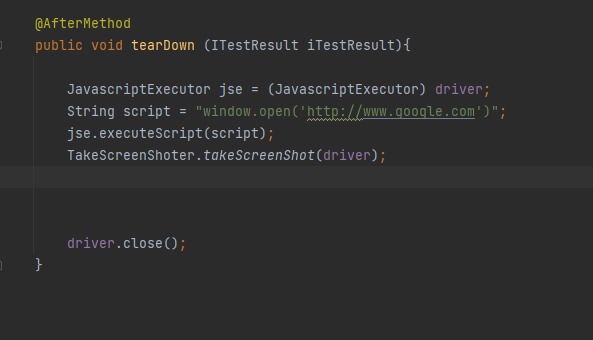 @AfterMethod
public void tearDown (ITestResult iTestResult){
JavascriptExecutor jse = (JavascriptExecutor) driver;
String script = "window.open('http://www.google.com')";
jse.executeScript(script);
TakeScreenShoter.takeScreenShot(driver);
driver.close();
}